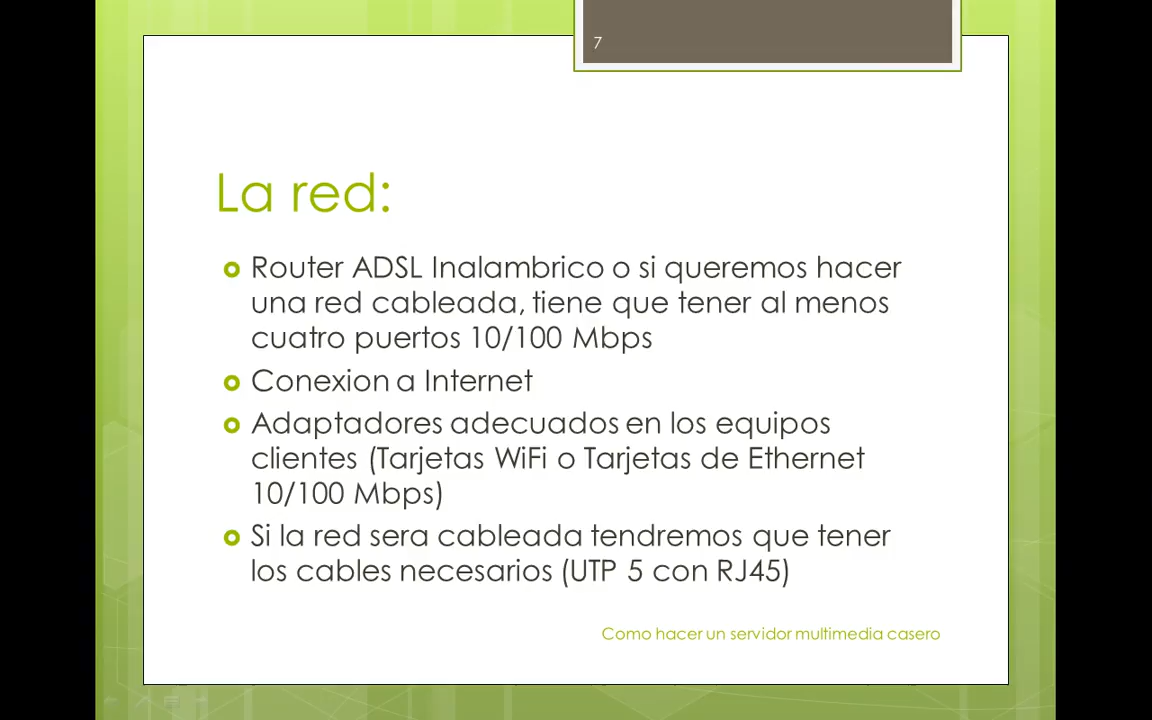 7
La red:
Router ADSL Inalambrico o si queremos hacer
una red cableada, tiene que tener al menos
cuatro puertos 10/100 Mbps
Conexion a Internet
Adaptadores adecuados en los equipos
clientes (Tarjetas WiFi o Tarjetas de Ethernet
10/100 Mbps)
Si la red sera cableada tendremos que tener
los cables necesarios (UTP 5 con RJ45)
Como hacer un servidor multimedia casero